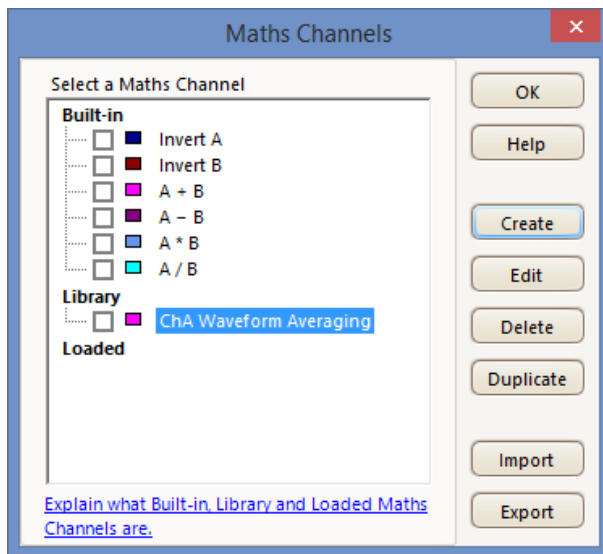 Maths Channels
Select a Maths Channel
Built-in
Invert A
Invert B
A + B
A − B
A * B
A / B
Library
ChA Waveform Averaging
Loaded
Explain what Built-in, Library and Loaded Maths
Channels are.
OK
Help
Create
Edit
Delete
Duplicate
Import
Export